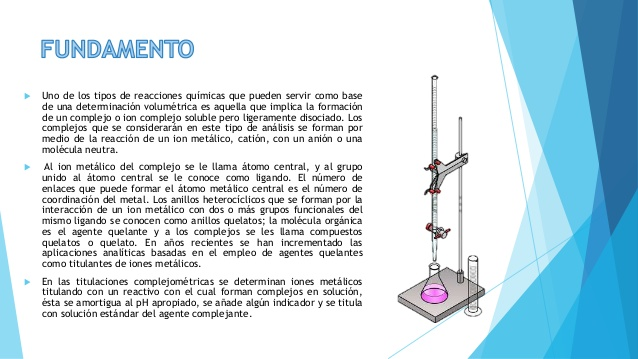 FUNDAMENTO
Uno de los tipos de reacciones químicas que pueden servir como base
de una determinación volumétrica es aquella que implica la formación
de un complejo o ion complejo soluble pero ligeramente disociado. Los
complejos que se considerarán en este tipo de análisis se forman por
medio de la reacción de un ion metálico, catión, con un anión o una
molécula neutra.
Al ion metálico del complejo se le llama átomo central, y al grupo
unido al átomo central se le conoce como ligando. El número de
enlaces que puede formar el átomo metálico central es el número de
coordinación del metal. Los anillos heterocíclicos que se forman por la
interacción de un ion metálico con dos o más grupos funcionales del
mismo ligando se conocen como anillos quelatos; la molécula orgánica
es el agente quelante y a los complejos se les llama compuestos
quelatos o quelato. En años recientes se han incrementado las
aplicaciones analíticas basadas en el empleo de agentes quelantes
como titulantes de iones metálicos.
En las titulaciones complejométricas se determinan iones metálicos
titulando con un reactivo con el cual forman complejos en solución,
ésta se amortigua al pH apropiado, se añade algún indicador y se titula
con solución estándar del agente complejante.